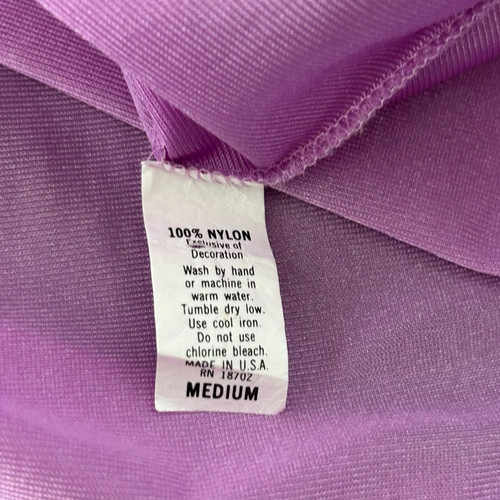 100% NYLON
Exclusive of
Decoration
Wash by hand
or machine in
warm water.
Tumble dry low.
Use cool iron.
Do not use
chlorine bleach.
MADE IN U.S.A.
RN 18702
MEDIUM